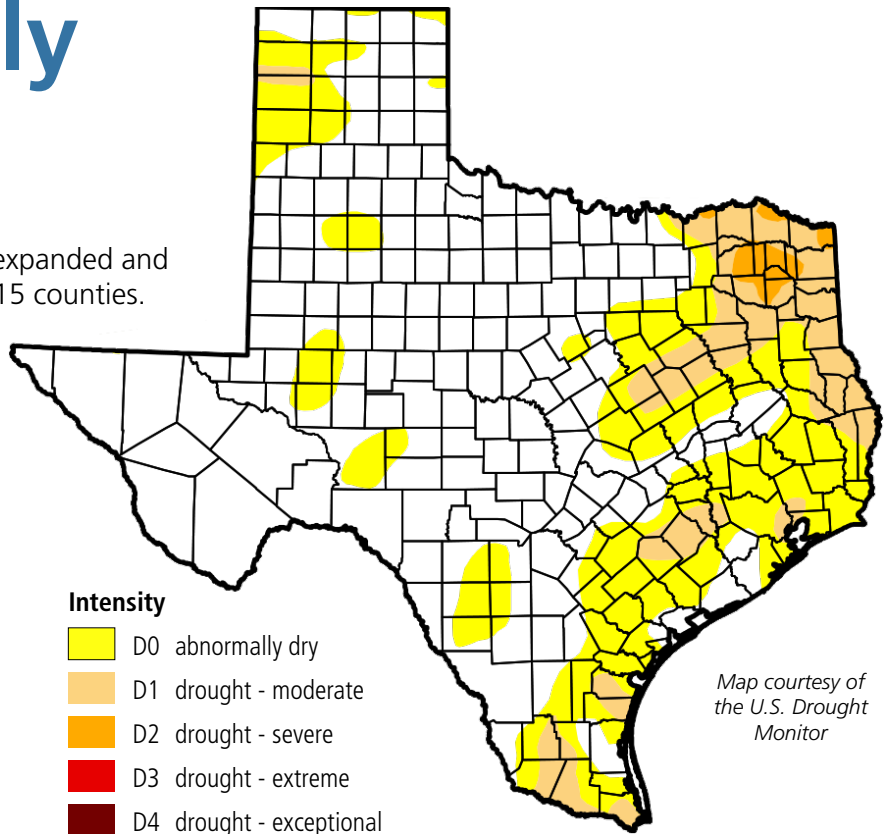 ly
expanded and
15 counties.
Intensity
D0 abnormally dry
D1 drought - moderate
D2 drought - severe
D3 drought - extreme
D4 drought - exceptional
Map courtesy of
the U.S. Drought
Monitor